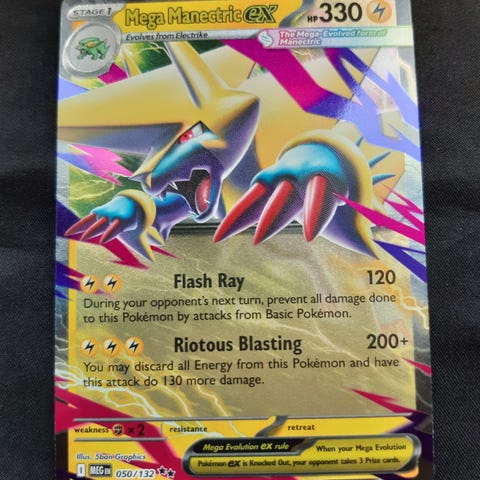 STAGE 1
Mega Manectric ex HP 330
Evolves from Electrike
The Mega-Evolved form of
Manectric
Flash Ray 120
During your opponent's next turn, prevent all damage done
to this Pokémon by attacks from Basic Pokémon.
Riotous Blasting 200+
You may discard all Energy from this Pokémon and have
this attack do 130 more damage.
weakness ×2 resistance retreat
Illus. 5ban Graphics
I MEG EN 050/132
Mega Evolution ex rule
When your Mega Evolution
Pokémon ex is Knocked Out, your opponent takes 3 Prize cards.